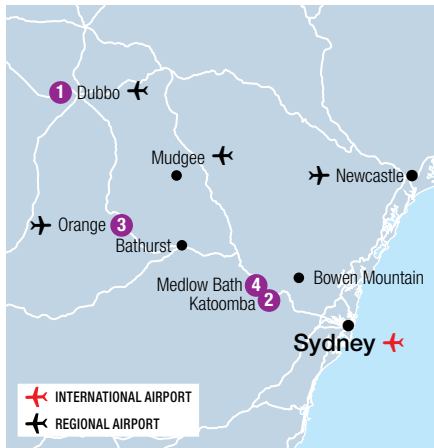 1 Dubbo
Mudgee
Newcastle
Orange 3
Bathurst
Medlow Bath 4
Bowen Mountain
Katoomba 2
Sydney
INTERNATIONAL AIRPORT
REGIONAL AIRPORT